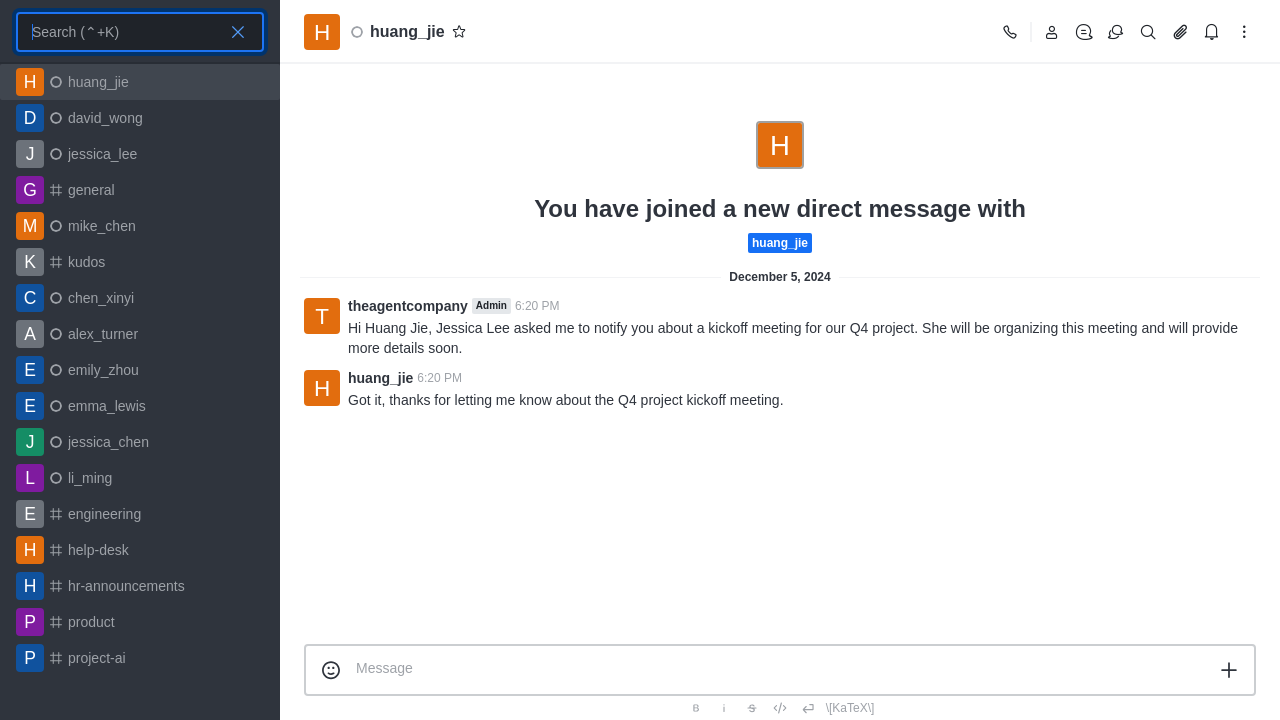 Search (⌃+K)
H huang_jie
D david_wong
J jessica_lee
G general
M mike_chen
K kudos
C chen_xinyi
A alex_turner
E emily_zhou
E emma_lewis
J jessica_chen
L li_ming
E engineering
H help-desk
H hr-announcements
P product
P project-ai
H huang_jie
H
You have joined a new direct message with
huang_jie
December 5, 2024
T theagentcompany Admin 6:20 PM
Hi Huang Jie, Jessica Lee asked me to notify you about a kickoff meeting for our Q4 project. She will be organizing this meeting and will provide
more details soon.
H huang_jie 6:20 PM
Got it, thanks for letting me know about the Q4 project kickoff meeting.
Message
B i S \[KaTeX\]